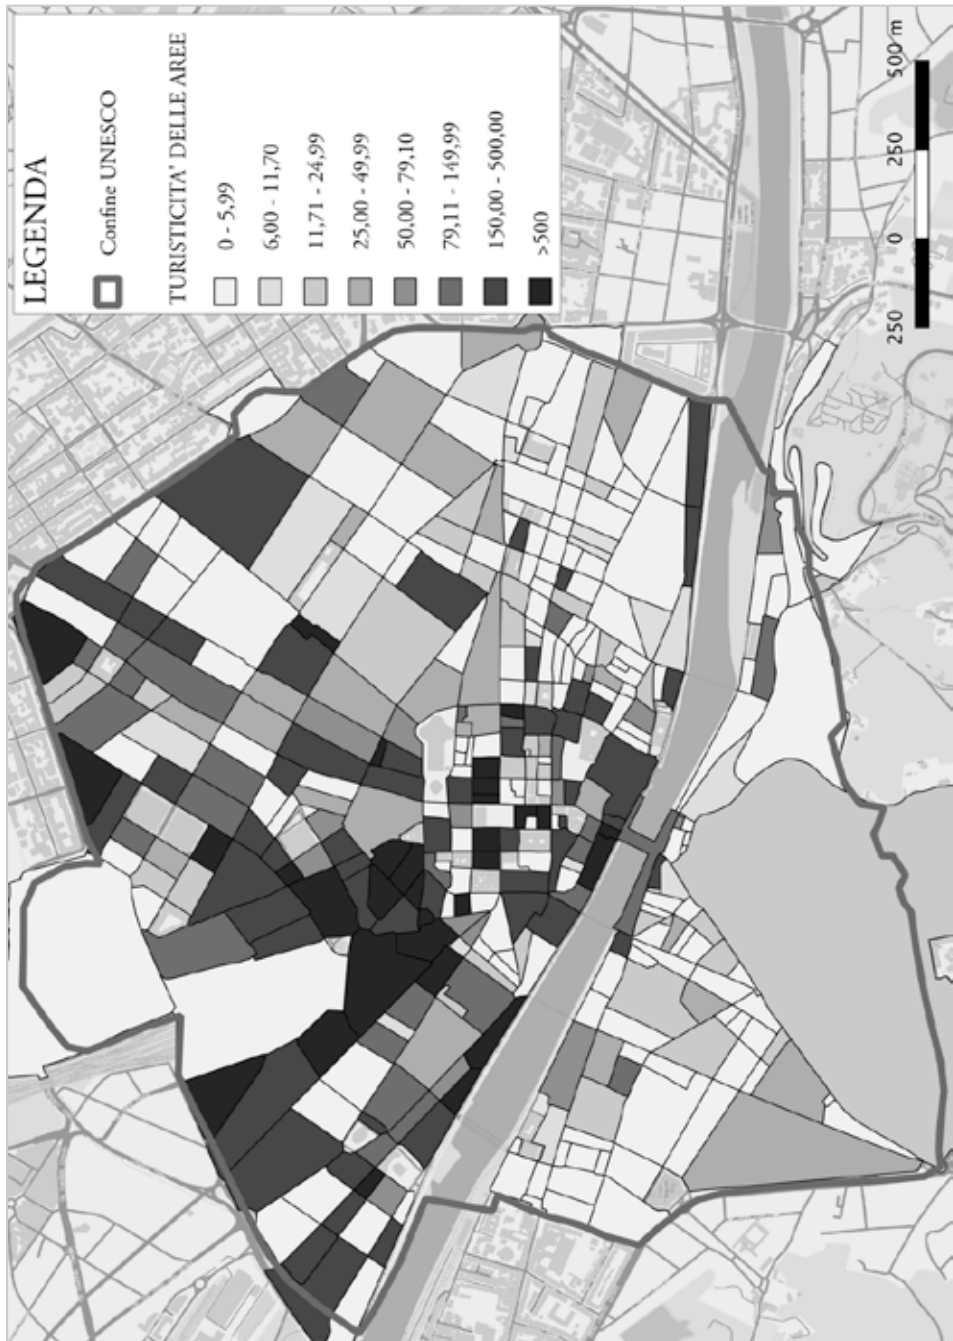 LEGENDA
Confine UNESCO
TURISTICITA' DELLE AREE
0 - 5,99
6,00 - 11,70
11,71 - 24,99
25,00 - 49,99
50,00 - 79,10
79,11 - 149,99
150,00 - 500,00
>500
250 0 250 500 m